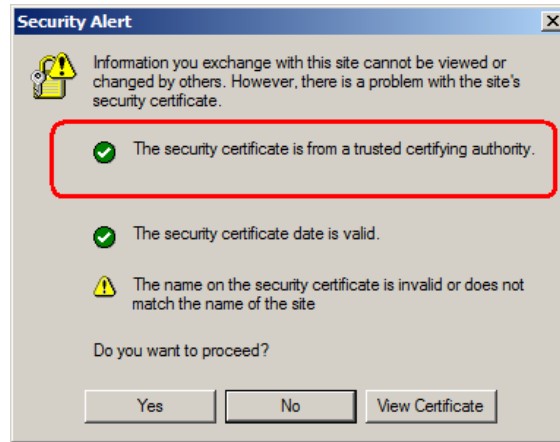 Security Alert
Information you exchange with this site cannot be viewed or
changed by others. However, there is a problem with the site's
security certificate.
The security certificate is from a trusted certifying authority.
The security certificate date is valid.
The name on the security certificate is invalid or does not
match the name of the site
Do you want to proceed?
Yes No View Certificate